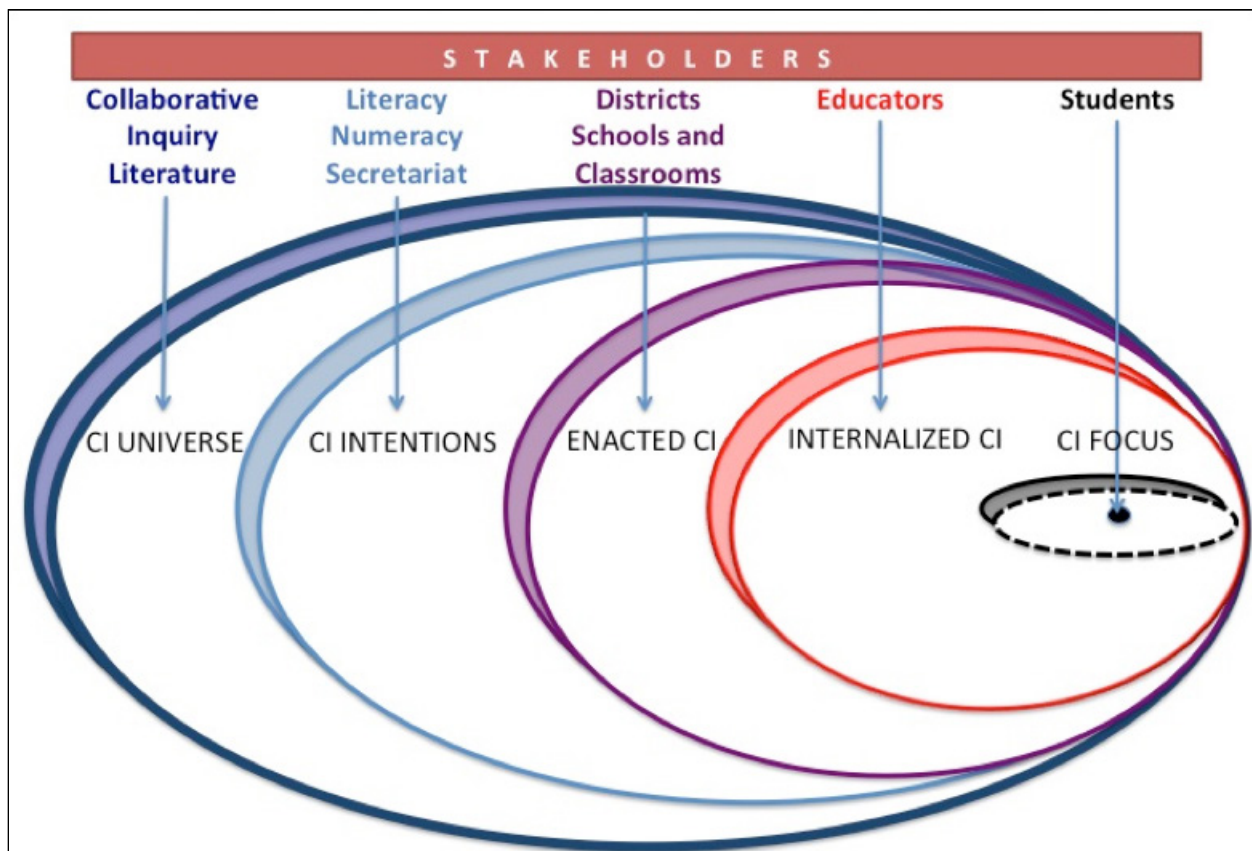 STAKEHOLDERS
Collaborative Inquiry Literature
Literacy Numeracy Secretariat
Districts Schools and Classrooms
Educators
Students
CI UNIVERSE
CI INTENTIONS
ENACTED CI
INTERNALIZED CI
CI FOCUS